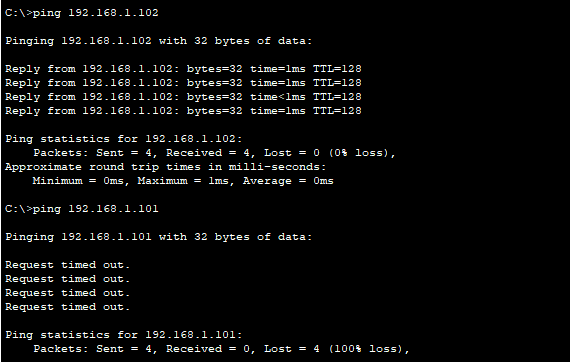 C:\>ping 192.168.1.102
Pinging 192.168.1.102 with 32 bytes of data:
Reply from 192.168.1.102: bytes=32 time=1ms TTL=128
Reply from 192.168.1.102: bytes=32 time=1ms TTL=128
Reply from 192.168.1.102: bytes=32 time<1ms TTL=128
Reply from 192.168.1.102: bytes=32 time=1ms TTL=128
Ping statistics for 192.168.1.102:
Packets: Sent = 4, Received = 4, Lost = 0 (0% loss),
Approximate round trip times in milli-seconds:
Minimum = 0ms, Maximum = 1ms, Average = 0ms
C:\>ping 192.168.1.101
Pinging 192.168.1.101 with 32 bytes of data:
Request timed out.
Request timed out.
Request timed out.
Request timed out.
Ping statistics for 192.168.1.101:
Packets: Sent = 4, Received = 0, Lost = 4 (100% loss),